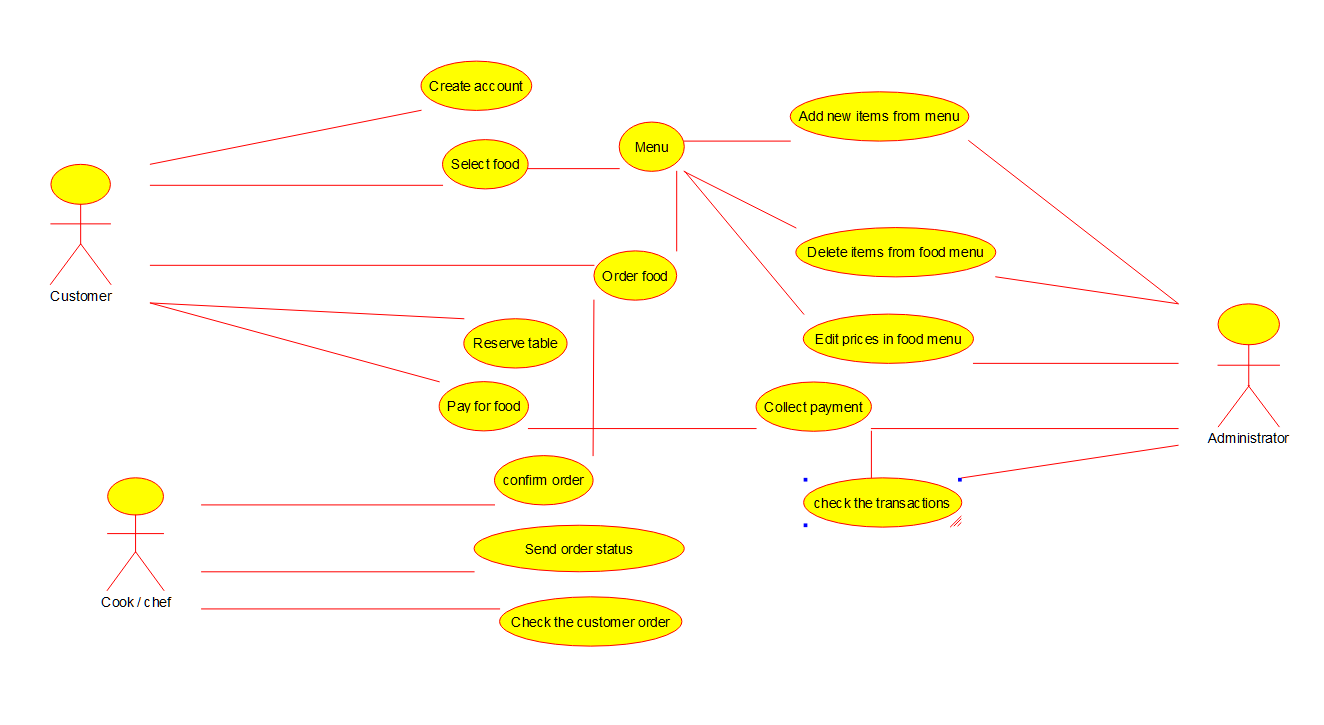 Create account
Add new items from menu
Menu
Select food
Delete items from food menu
Order food
Customer
Reserve table
Edit prices in food menu
Pay for food
Collect payment
Administrator
confirm order
check the transactions
Send order status
Cook / chef
Check the customer order